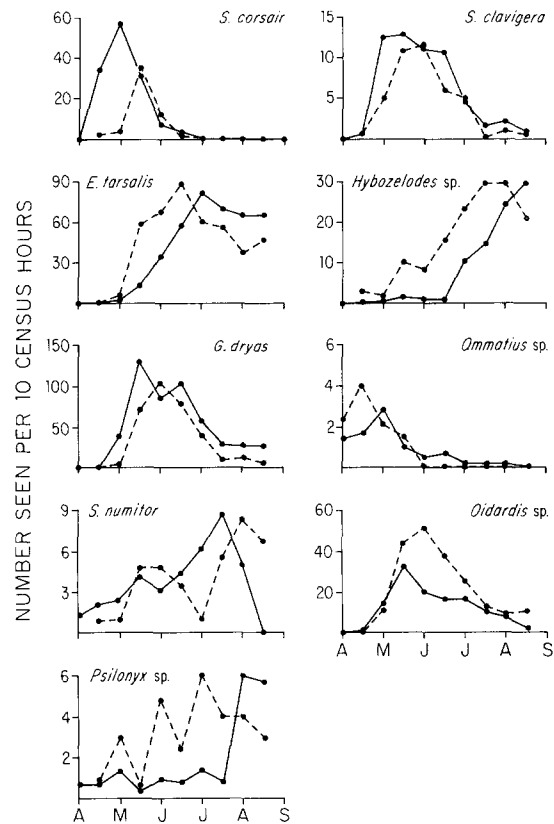 NUMBER SEEN PER 10 CENSUS HOURS
S. corsair
60
40
20
S. clavigera
15
10
5
E. tarsalis
90
60
30
Hybozelodes sp.
30
20
10
G. dryas
150
100
50
Ommatius sp.
6
4
2
S. numitor
9
6
3
A M J J A S
Oidardis sp.
60
40
20
A M J J A S
Psilonyx sp.
6
4
2
A M J J A S